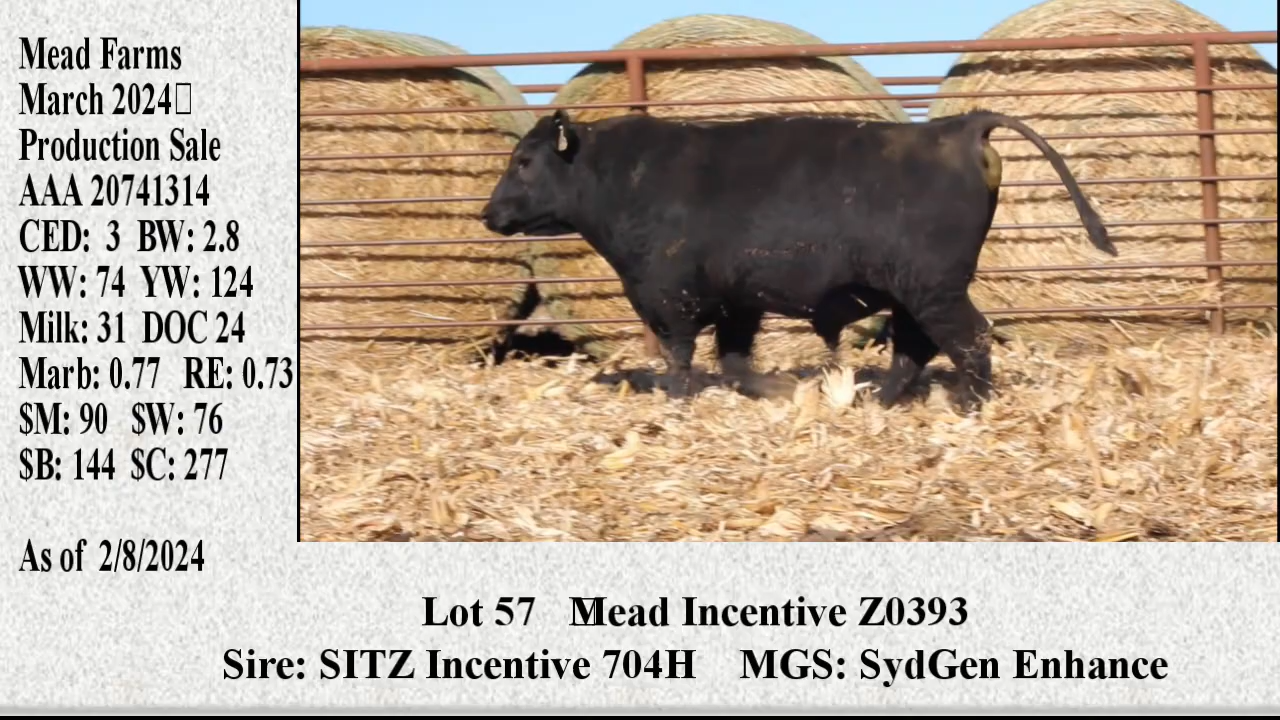 Mead Farms
March 2024□
Production Sale
AAA 20741314
CED: 3 BW: 2.8
WW: 74 YW: 124
Milk: 31 DOC 24
Marb: 0.77 RE: 0.73
$M: 90 $W: 76
$B: 144 $C: 277
As of 2/8/2024
Lot 57 Mead Incentive Z0393
Sire: SITZ Incentive 704H MGS: SydGen Enhance